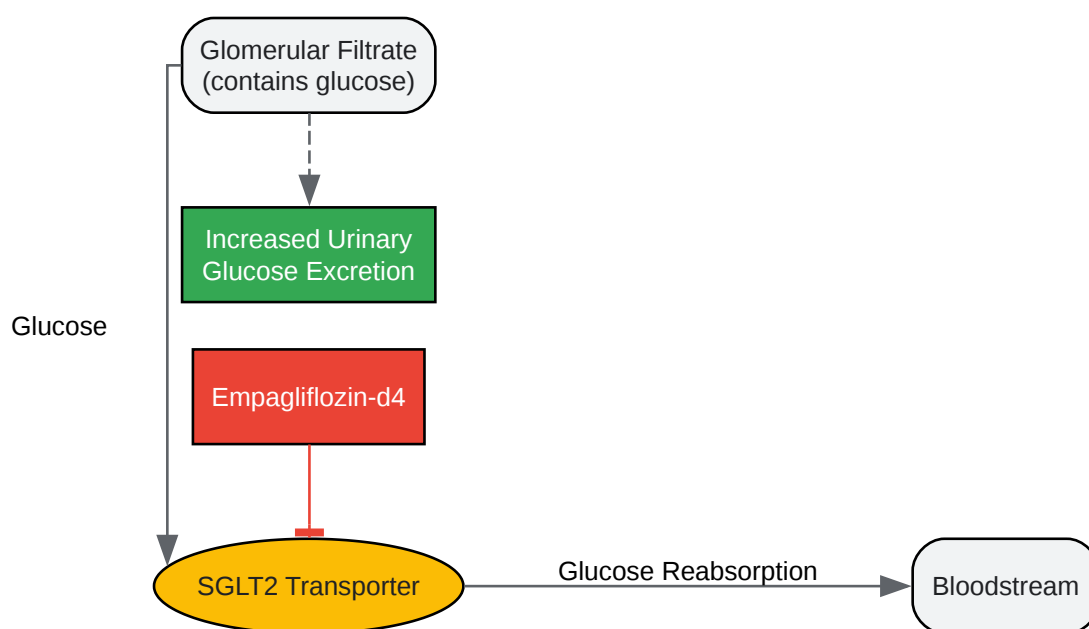 Glomerular Filtrate
(contains glucose)
Increased Urinary
Glucose Excretion
Glucose
Empagliflozin-d4
SGLT2 Transporter
Glucose Reabsorption
Bloodstream